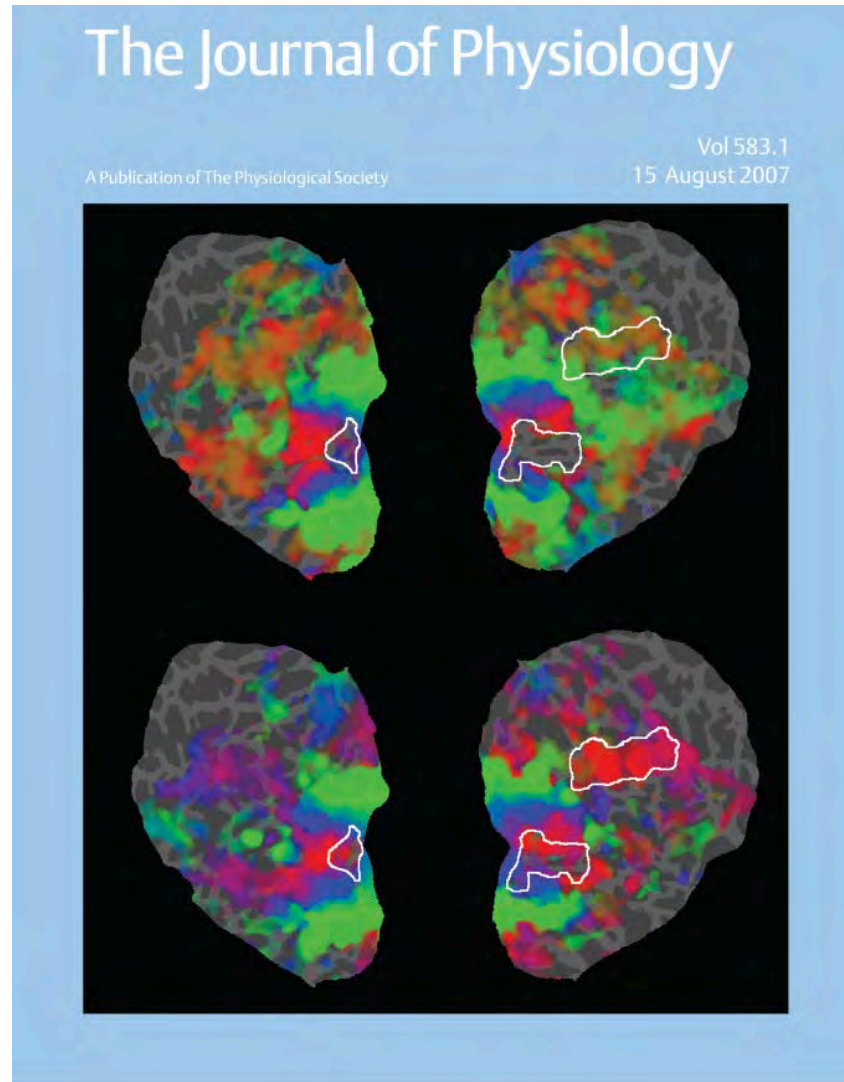 The Journal of Physiology
Vol 583.1
A Publication of The Physiological Society
15 August 2007